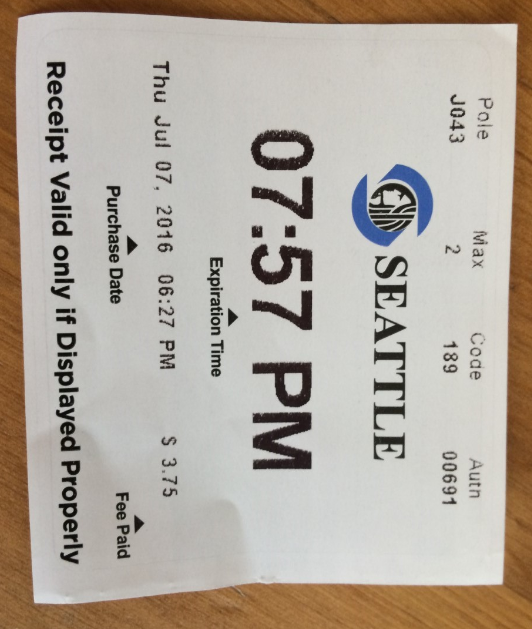 Pole Max Code Auth
J043 2 189 00691
SEATTLE
07:57 PM
Expiration Time
Thu Jul 07, 2016 06:27 PM $ 3.75
Purchase Date Fee Paid
Receipt Valid only if Displayed Properly